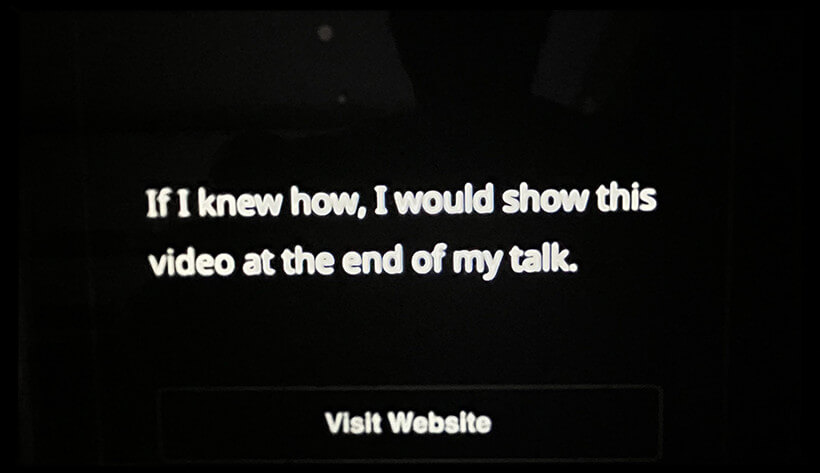 If I knew how, I would show this
video at the end of my talk.
Visit Website